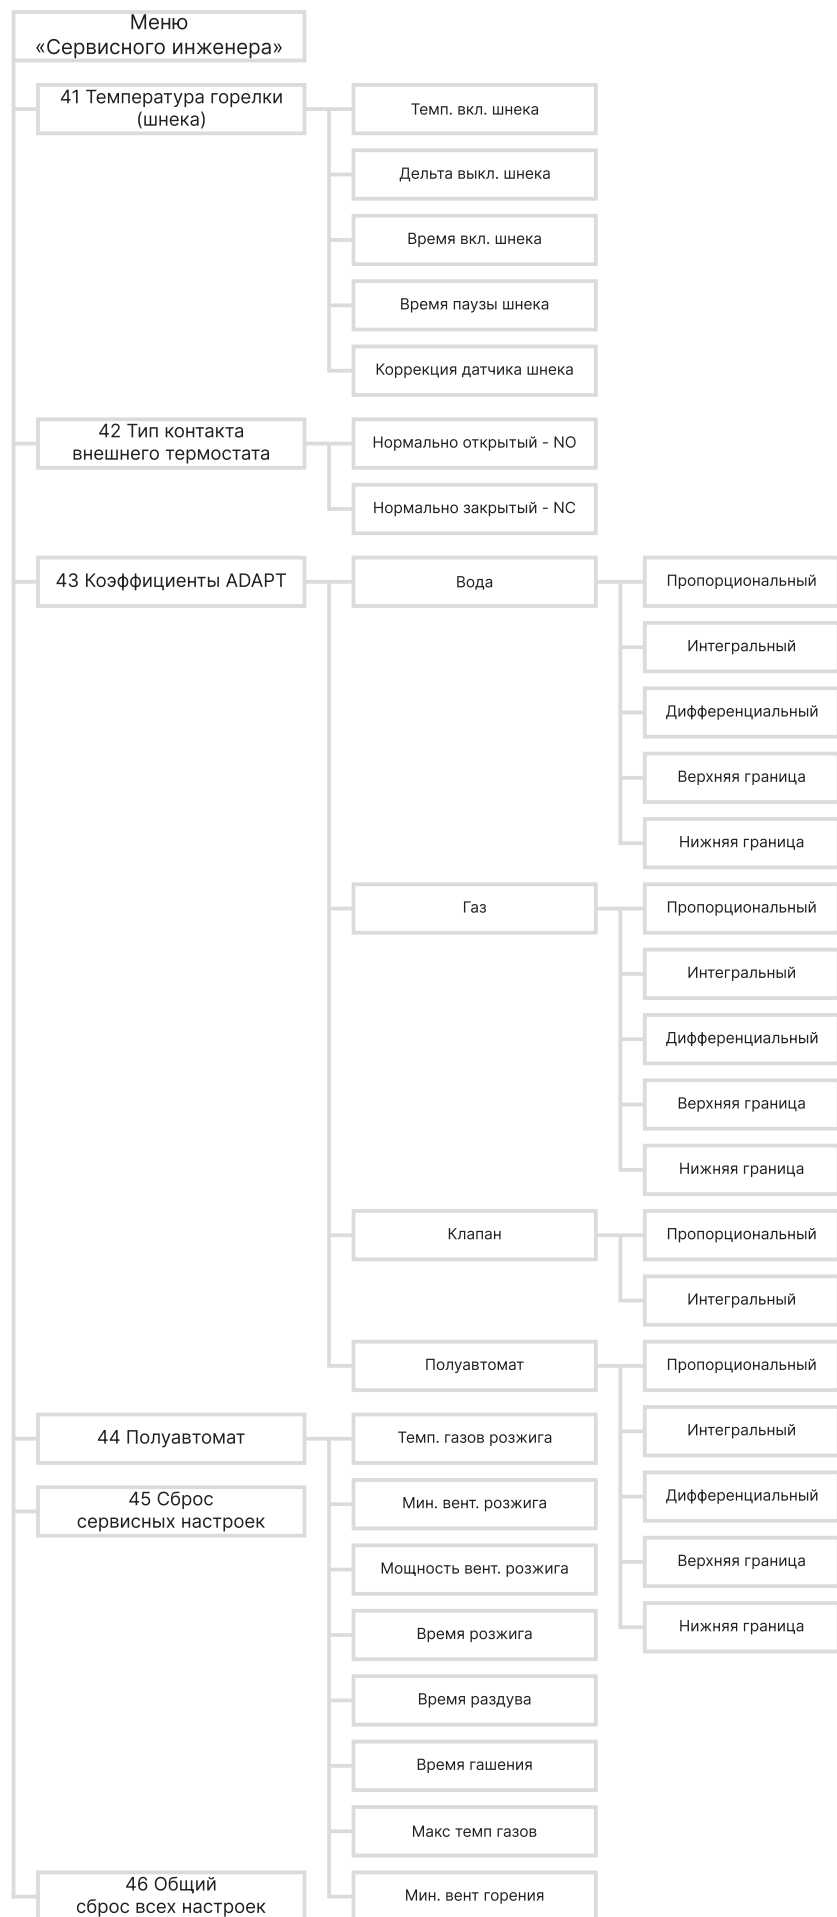 Меню
«Сервисного инженера»
41 Температура горелки
(шнека)
Темп. вкл. шнека
Дельта выкл. шнека
Время вкл. шнека
Время паузы шнека
Коррекция датчика шнека
42 Тип контакта
внешнего термостата
Нормально открытый - NO
Нормально закрытый - NC
43 Коэффициенты ADAPT
Вода
Пропорциональный
Интегральный
Дифференциальный
Верхняя граница
Нижняя граница
Газ
Пропорциональный
Интегральный
Дифференциальный
Верхняя граница
Нижняя граница
Клапан
Пропорциональный
Интегральный
Полуавтомат
Пропорциональный
Интегральный
Дифференциальный
Верхняя граница
Нижняя граница
44 Полуавтомат
Темп. газов розжига
Мин. вент. розжига
Мощность вент. розжига
Время розжига
Время раздува
Время гашения
Макс темп газов
Мин. вент горения
45 Сброс
сервисных настроек
46 Общий
сброс всех настроек